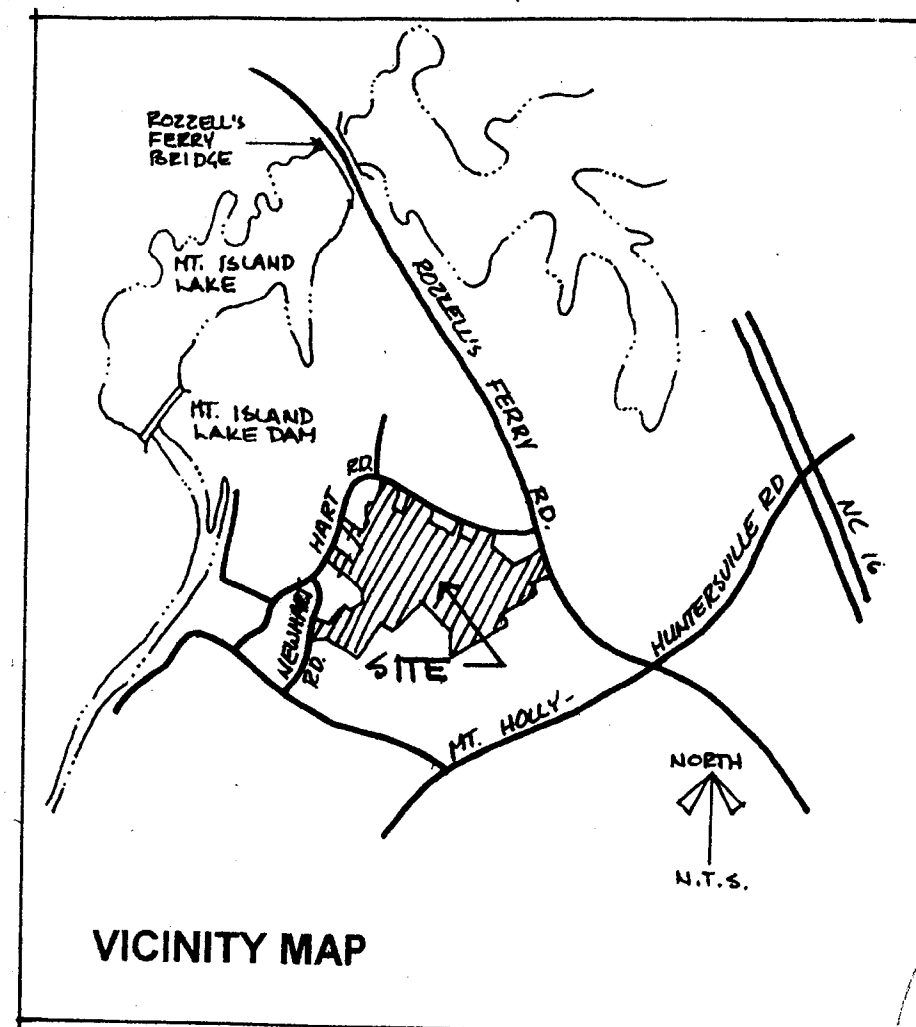 ROZZELL'S
FERRY
BRIDGE
MT. ISLAND
LAKE
ROZZELL'S FERRY RD.
MT. ISLAND
LAKE DAM
HART RD.
NC 16
MT. HOLLY-HUNTERSVILLE RD
NEWHART
RD.
SITE
NORTH
N.T.S.
VICINITY MAP